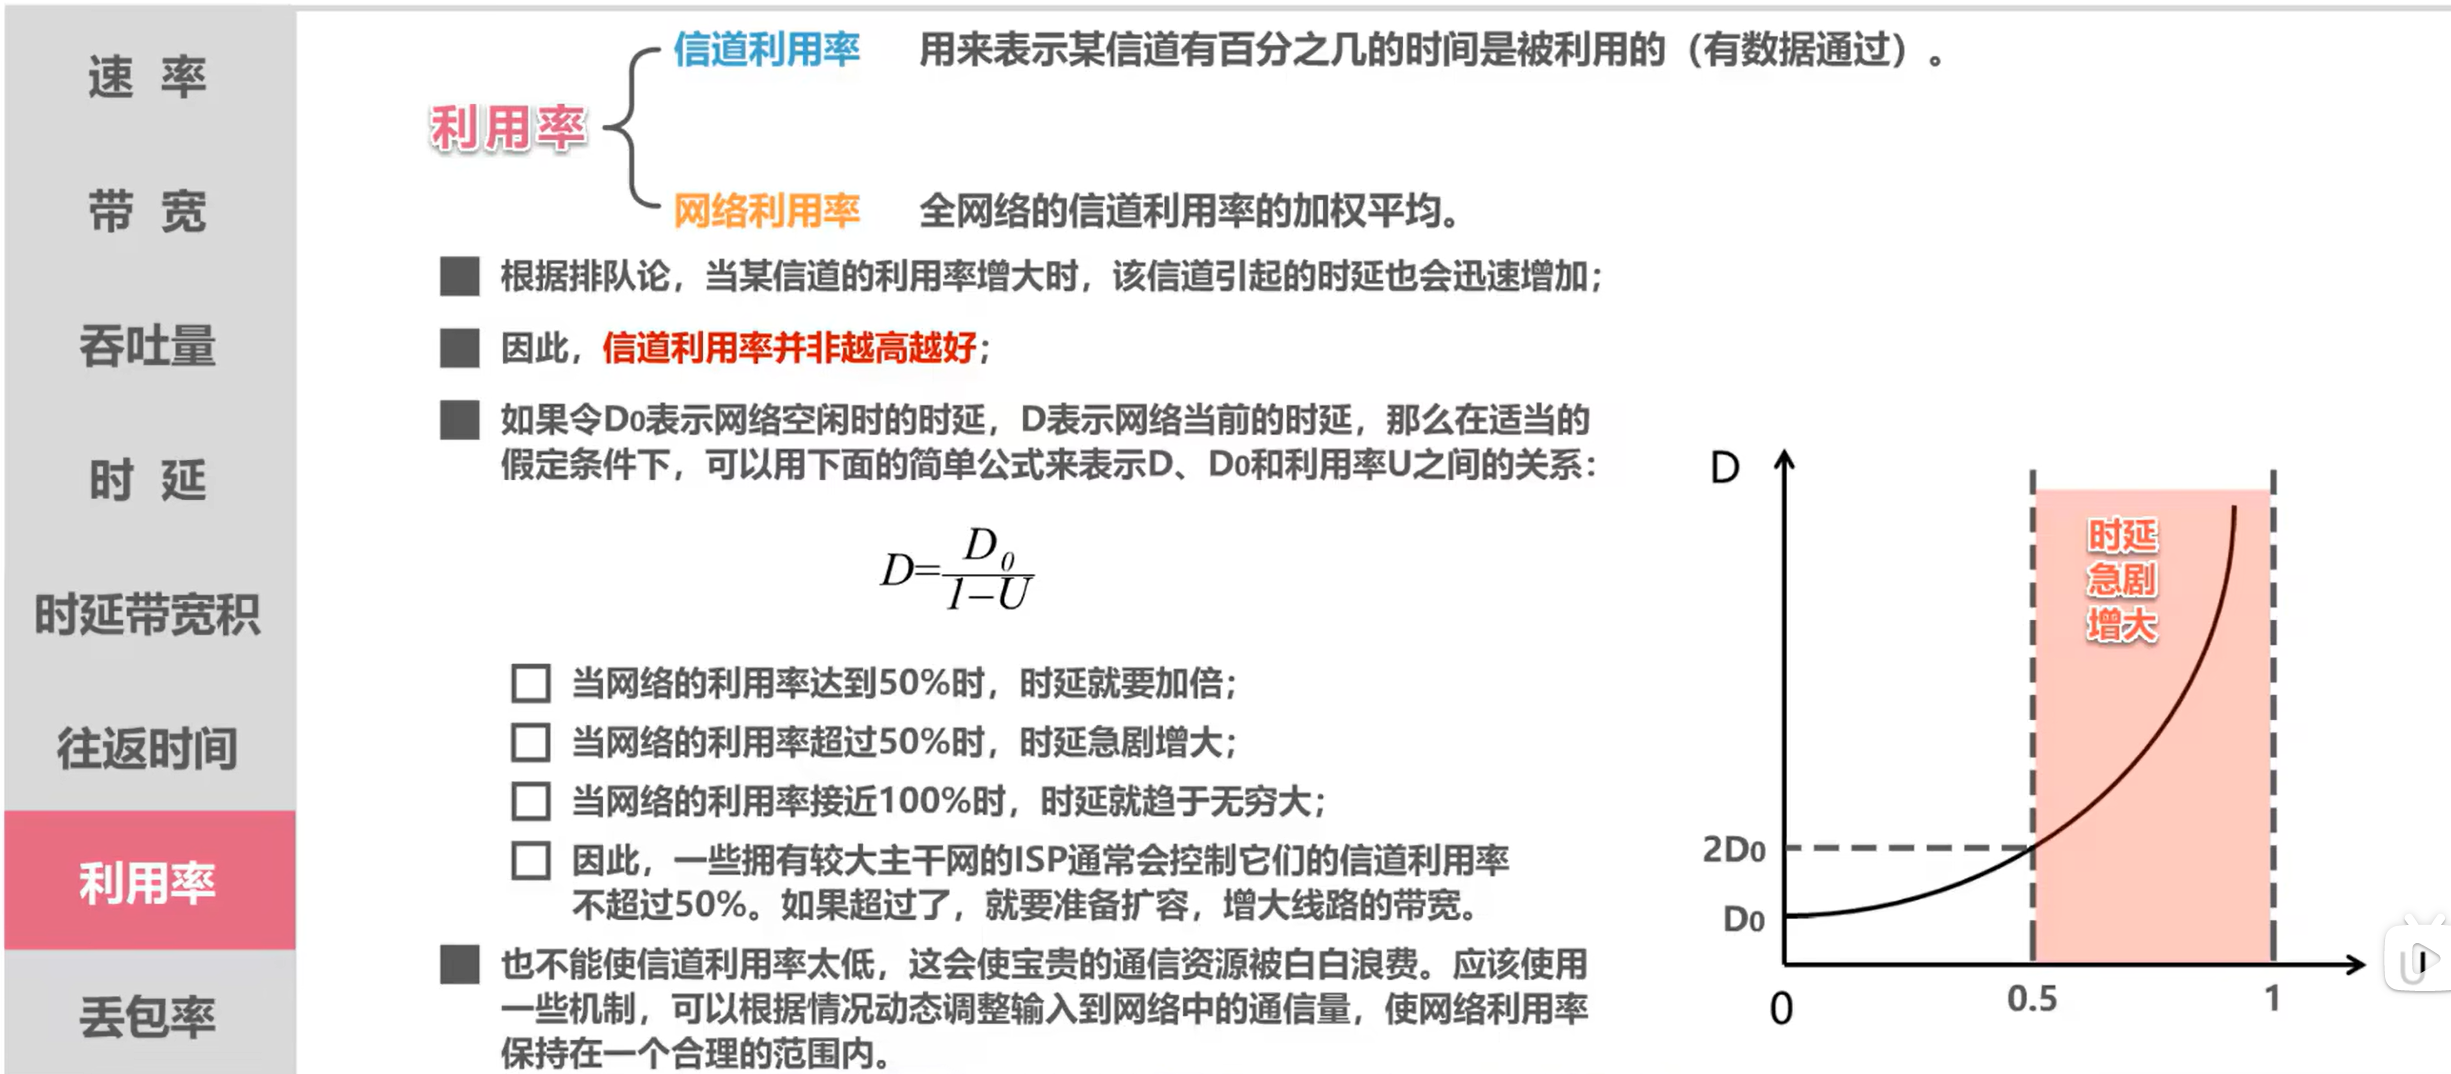 速 率
带 宽
吞吐量
时 延
时延带宽积
往返时间
利用率
丢包率
利用率
信道利用率 用来表示某信道有百分之几的时间是被利用的（有数据通过）。
网络利用率 全网络的信道利用率的加权平均。
根据排队论，当某信道的利用率增大时，该信道引起的时延也会迅速增加；
因此，信道利用率并非越高越好；
如果令D0表示网络空闲时的时延，D表示网络当前的时延，那么在适当的
假定条件下，可以用下面的简单公式来表示D、D0和利用率U之间的关系：
D=D0/1−U
当网络的利用率达到50%时，时延就要加倍；
当网络的利用率超过50%时，时延急剧增大；
当网络的利用率接近100%时，时延就趋于无穷大；
因此，一些拥有较大主干网的ISP通常会控制它们的信道利用率
不超过50%。如果超过了，就要准备扩容，增大线路的带宽。
也不能使信道利用率太低，这会使宝贵的通信资源被白白浪费。应该使用
一些机制，可以根据情况动态调整输入到网络中的通信量，使网络利用率
保持在一个合理的范围内。
D
时延
急剧
增大
2D0
D0
U
0
0.5
1